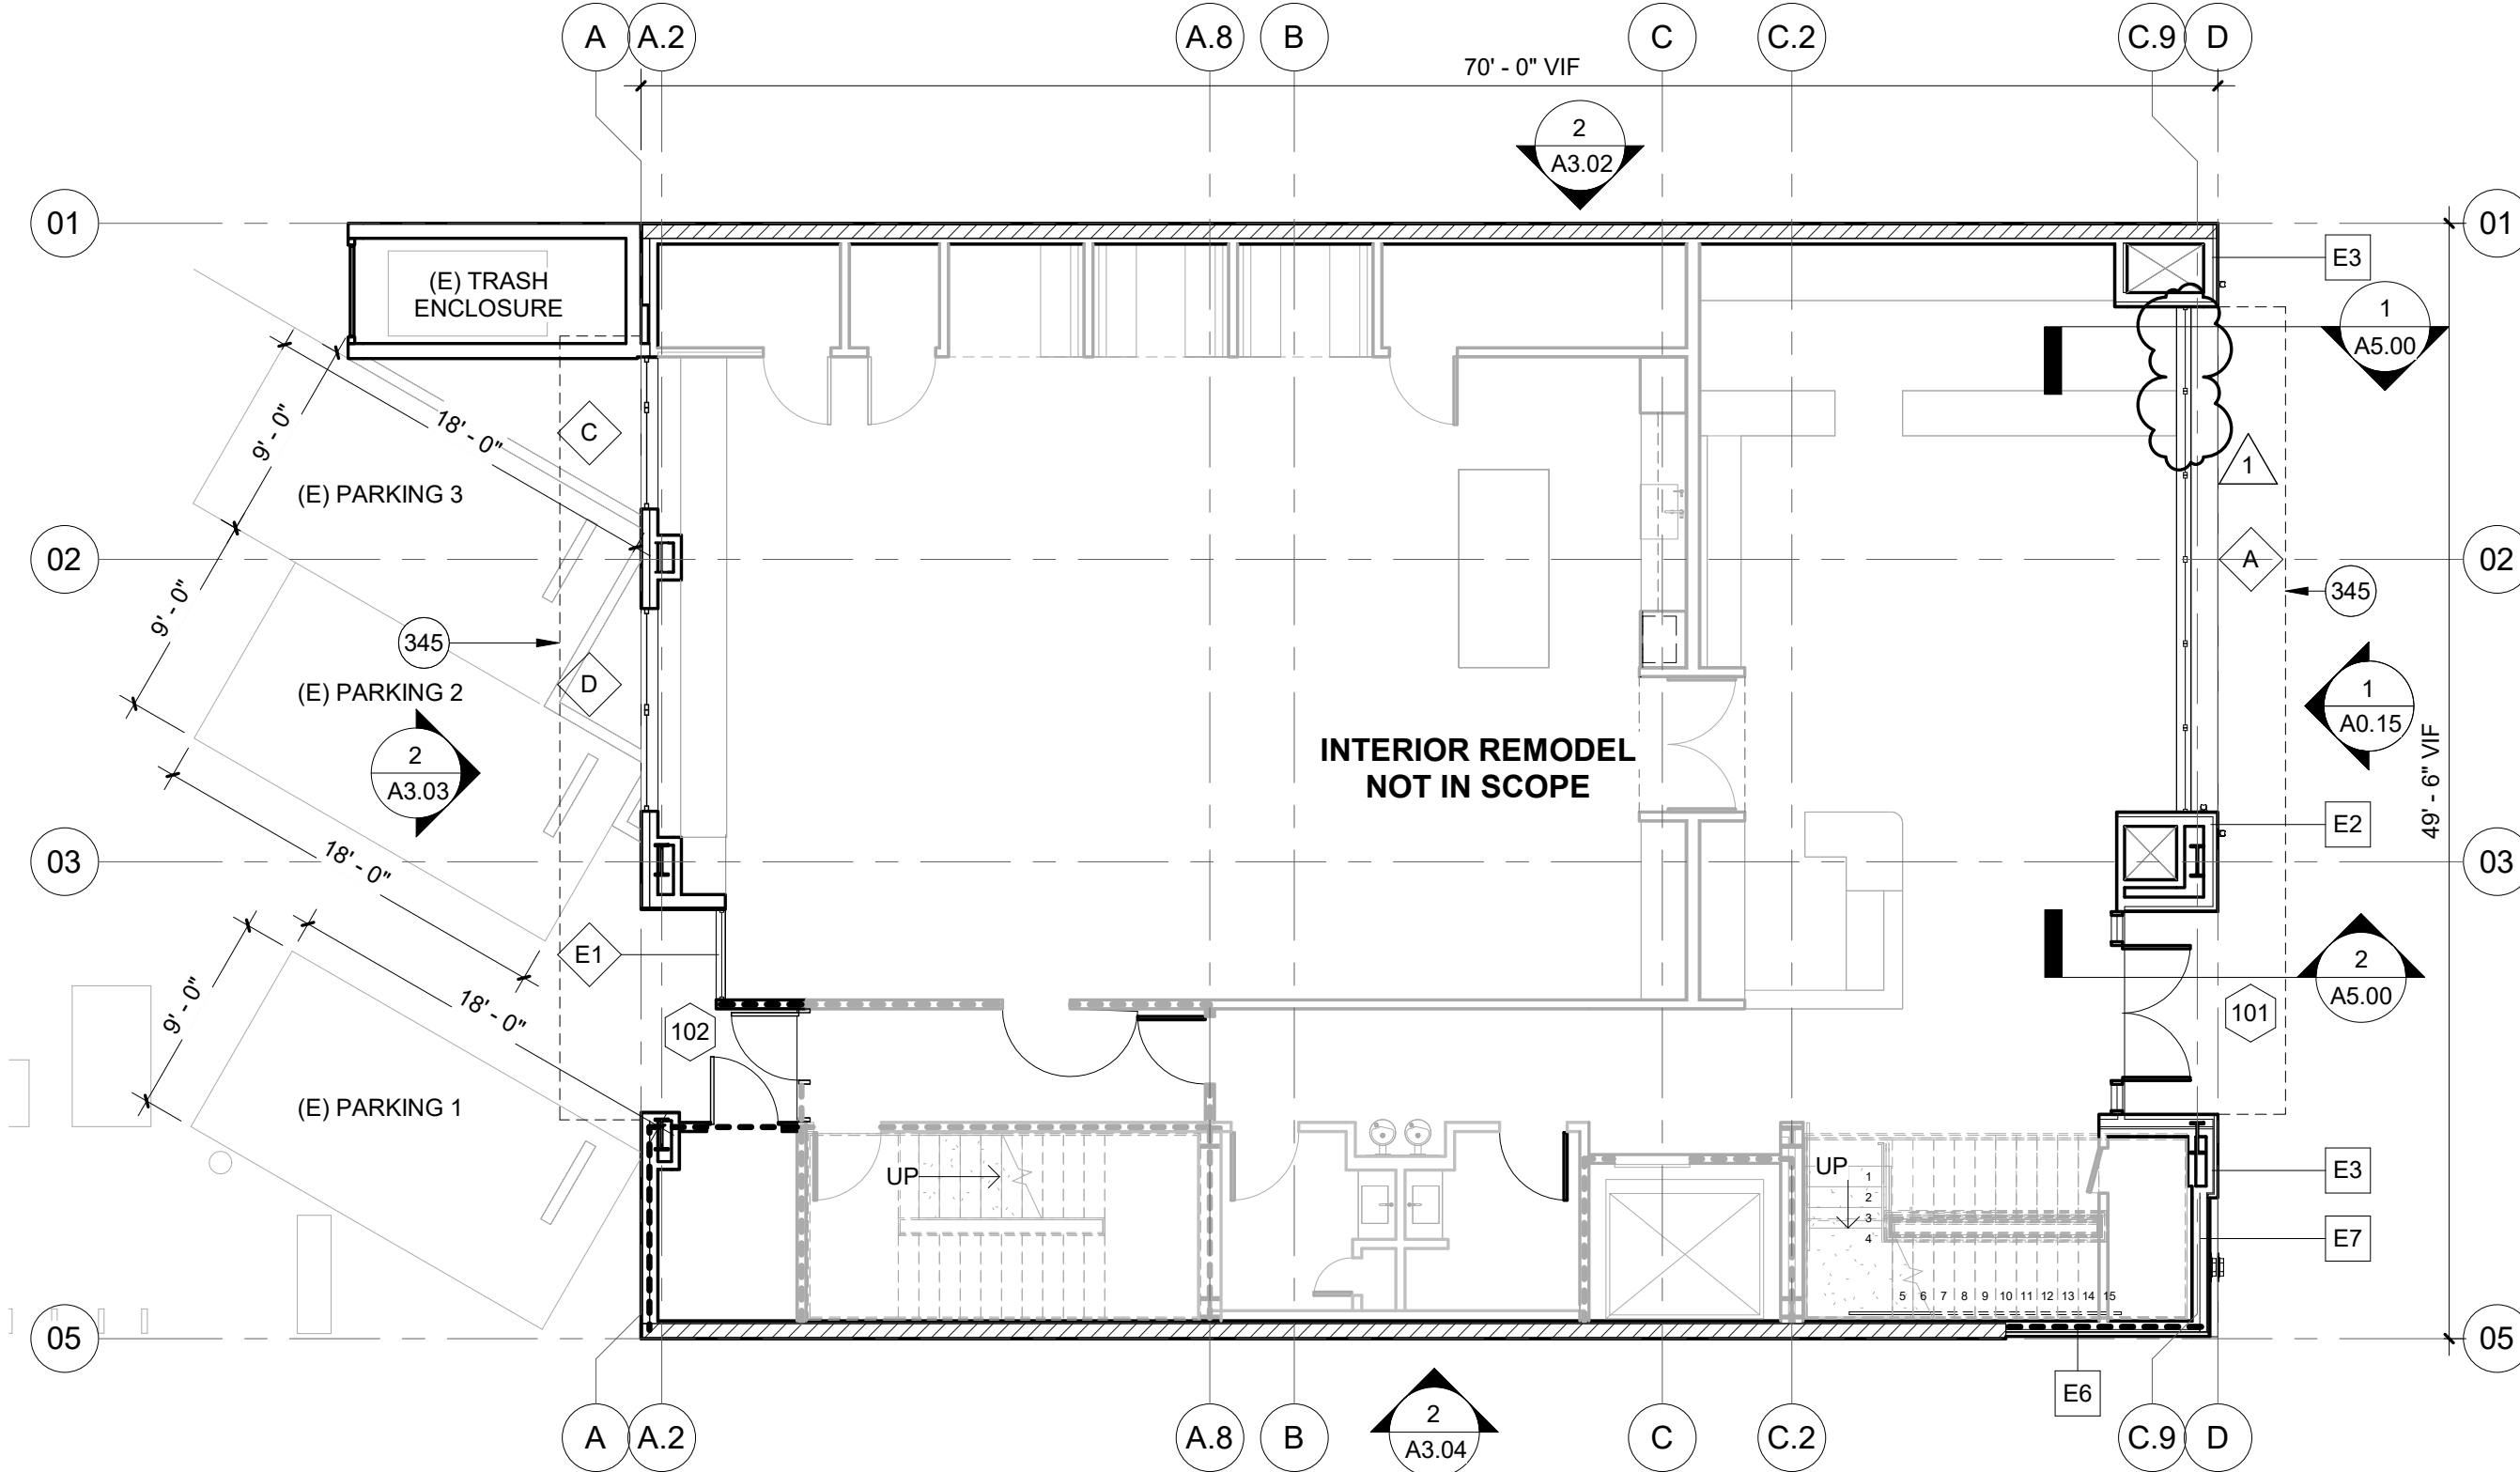 A
A.2
A.8
B
C
C.2
C.9
D
70' - 0" VIF
2
A3.02
01
01
(E) TRASH
ENCLOSURE
E3
1
A5.00
9' - 0"
18' - 0"
C
1
(E) PARKING 3
02
A
02
345
9' - 0"
345
(E) PARKING 2
D
1
A0.15
2
A3.03
INTERIOR REMODEL
NOT IN SCOPE
49' - 6" VIF
E2
03
18' - 0"
03
E1
2
A5.00
9' - 0"
18' - 0"
102
101
(E) PARKING 1
UP
UP
1
2
3
4
E3
E7
5 6 7 8 9 10 11 12 13 14 15
05
05
E6
2
A3.04
A
A.2
A.8
B
C
C.2
C.9
D